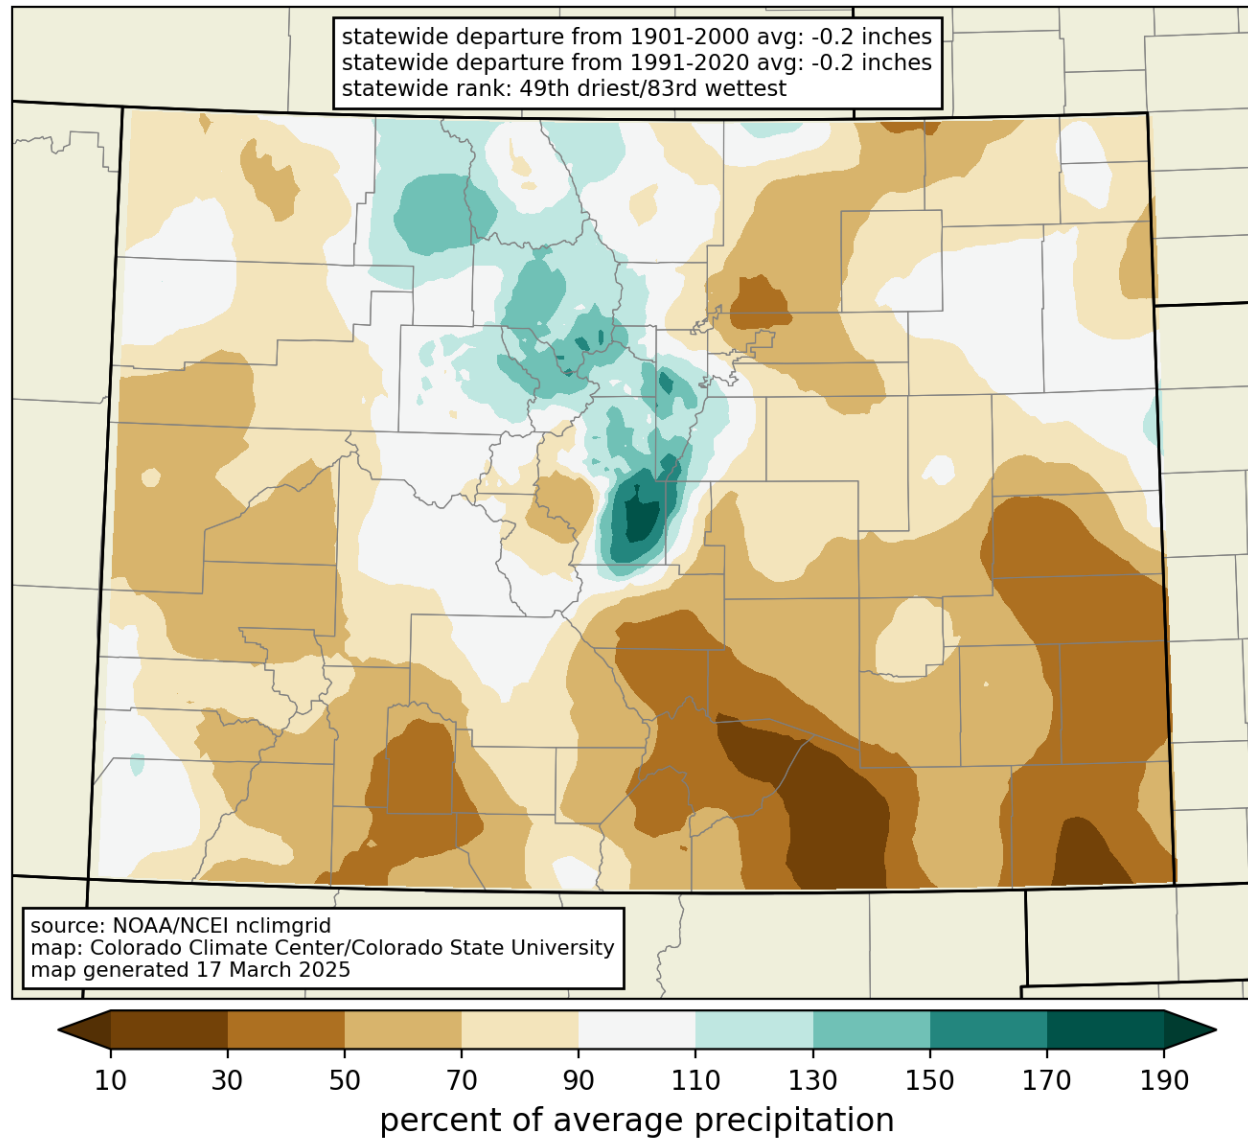 statewide departure from 1901-2000 avg: -0.2 inches
statewide departure from 1991-2020 avg: -0.2 inches
statewide rank: 49th driest/83rd wettest
source: NOAA/NCEI nclimgrid
map: Colorado Climate Center/Colorado State University
map generated 17 March 2025
10 30 50 70 90 110 130 150 170 190
percent of average precipitation